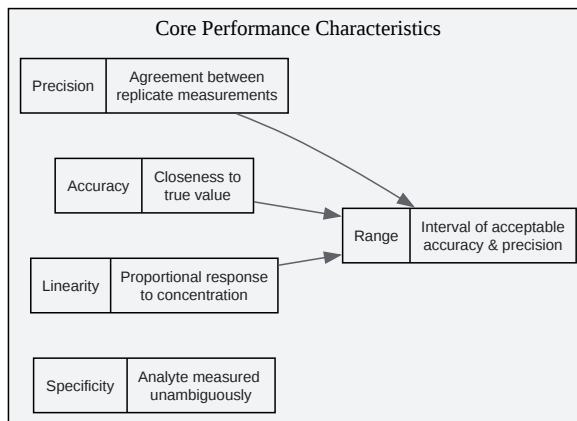 Core Performance Characteristics
Precision
Agreement between
replicate measurements
Accuracy
Closeness to
true value
Range
Interval of acceptable
accuracy & precision
Linearity
Proportional response
to concentration
Specificity
Analyte measured
unambiguously